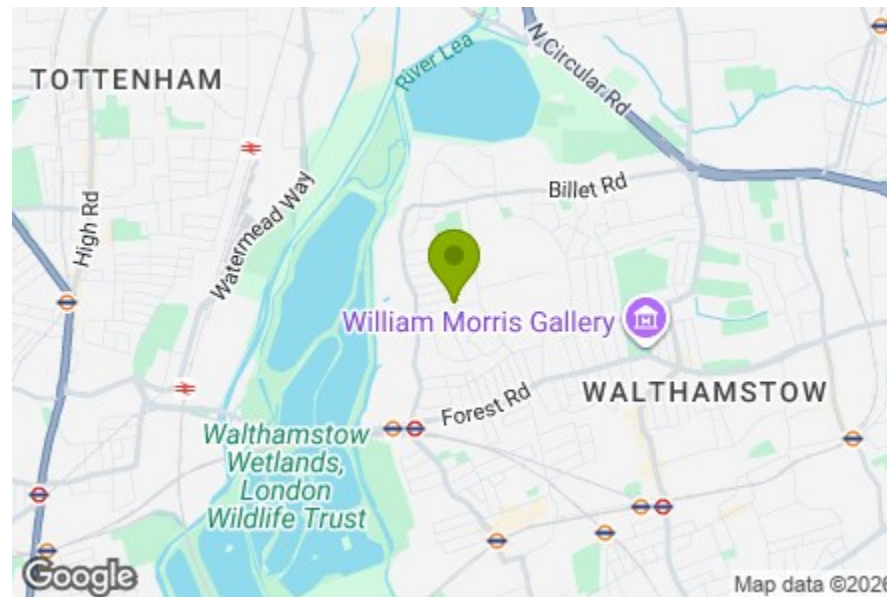 TOTTENHAM
River Lea
N Circular Rd
Billet Rd
High Rd
Watermead Way
William Morris Gallery
WALTHAMSTOW
Forest Rd
Walthamstow
Wetlands,
London
Wildlife Trust
Google
Map data ©2026